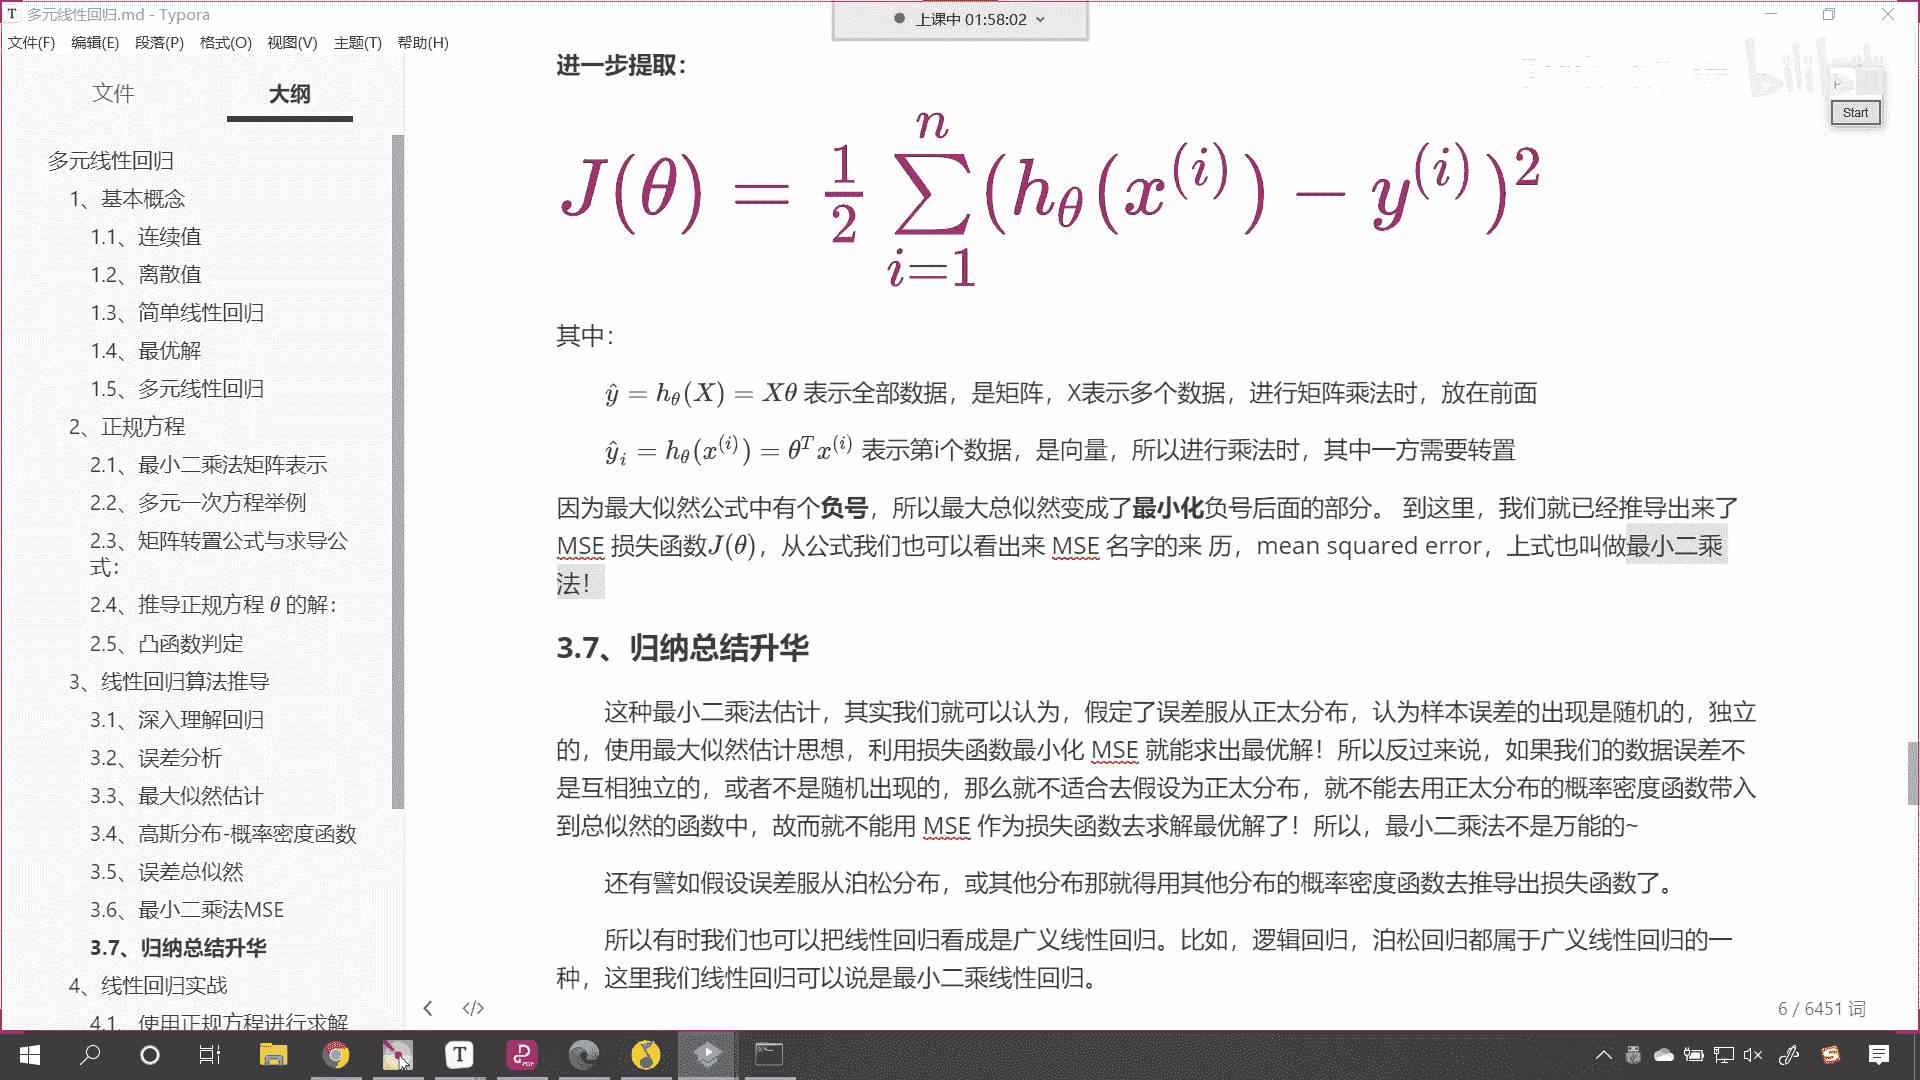 多元线性回归.md - Typora
上课中 01:58:02
文件(F) 编辑(E) 段落(P) 格式(O) 视图(V) 主题(T) 帮助(H)
文件 大纲
多元线性回归
1、基本概念
1.1、连续值
1.2、离散值
1.3、简单线性回归
1.4、最优解
1.5、多元线性回归
2、正规方程
2.1、最小二乘法矩阵表示
2.2、多元一次方程举例
2.3、矩阵转置公式与求导公
式：
2.4、推导正规方程 θ 的解：
2.5、凸函数判定
3、线性回归算法推导
3.1、深入理解回归
3.2、误差分析
3.3、最大似然估计
3.4、高斯分布-概率密度函数
3.5、误差总似然
3.6、最小二乘法MSE
3.7、归纳总结升华
4、线性回归实战
4.1、使用正规方程进行求解
bilibili
P
Start
进一步提取：
J(θ) = 1/2 ∑_{i=1}^{n} (h_θ(x^{(i)}) − y^{(i)})^2
其中：
ŷ = h_θ(X) = Xθ 表示全部数据，是矩阵，X表示多个数据，进行矩阵乘法时，放在前面
ŷ_i = h_θ(x^{(i)}) = θ^T x^{(i)} 表示第i个数据，是向量，所以进行乘法时，其中一方需要转置
因为最大似然公式中有个负号，所以最大总似然变成了最小化负号后面的部分。 到这里，我们就已经推导出来了
MSE 损失函数J(θ)，从公式我们也可以看出来 MSE 名字的来 历，mean squared error，上式也叫做最小二乘
法！
3.7、归纳总结升华
这种最小二乘法估计，其实我们就可以认为，假定了误差服从正太分布，认为样本误差的出现是随机的，独立
的，使用最大似然估计思想，利用损失函数最小化 MSE 就能求出最优解！所以反过来说，如果我们的数据误差不
是互相独立的，或者不是随机出现的，那么就不适合去假设为正太分布，就不能去用正太分布的概率密度函数带入
到总似然的函数中，故而就不能用 MSE 作为损失函数去求解最优解了！所以，最小二乘法不是万能的~
还有譬如假设误差服从泊松分布，或其他分布那就得用其他分布的概率密度函数去推导出损失函数了。
所以有时我们也可以把线性回归看成是广义线性回归。比如，逻辑回归，泊松回归都属于广义线性回归的一
种，这里我们线性回归可以说是最小二乘线性回归。
6 / 6451 词